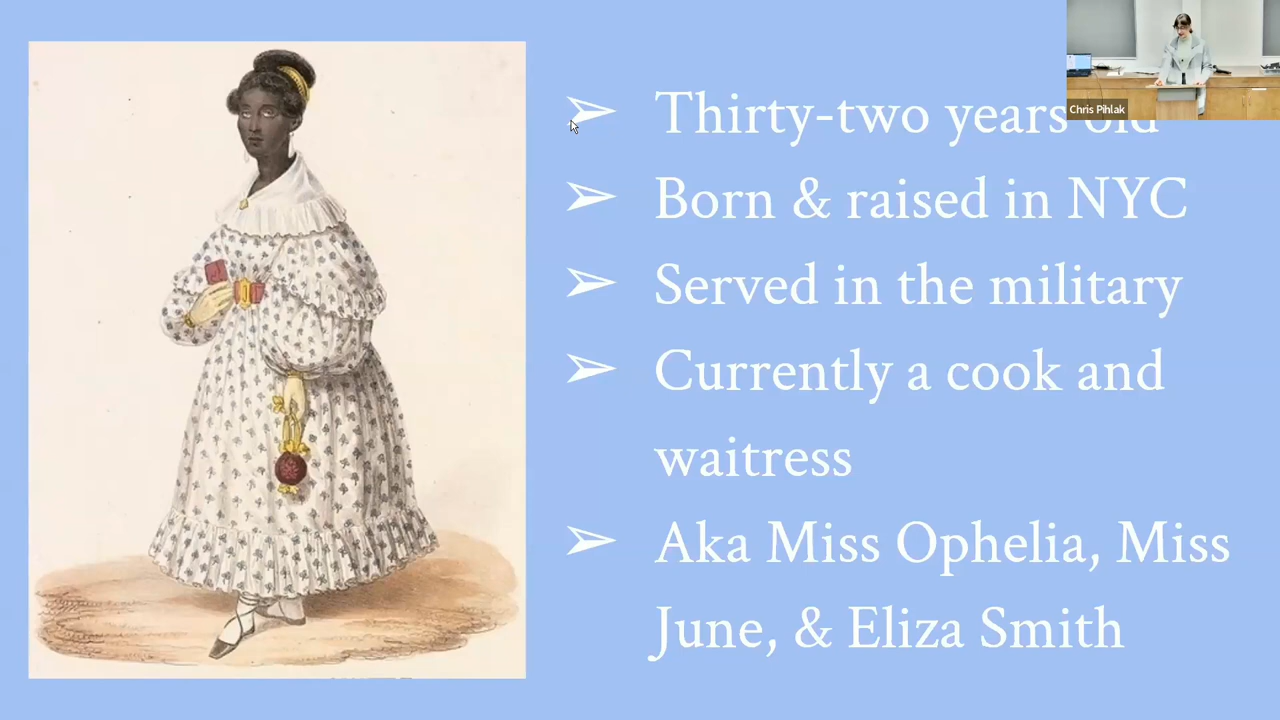 Chris Pihlak
Thirty-two years old
Born & raised in NYC
Served in the military
Currently a cook and
waitress
Aka Miss Ophelia, Miss
June, & Eliza Smith